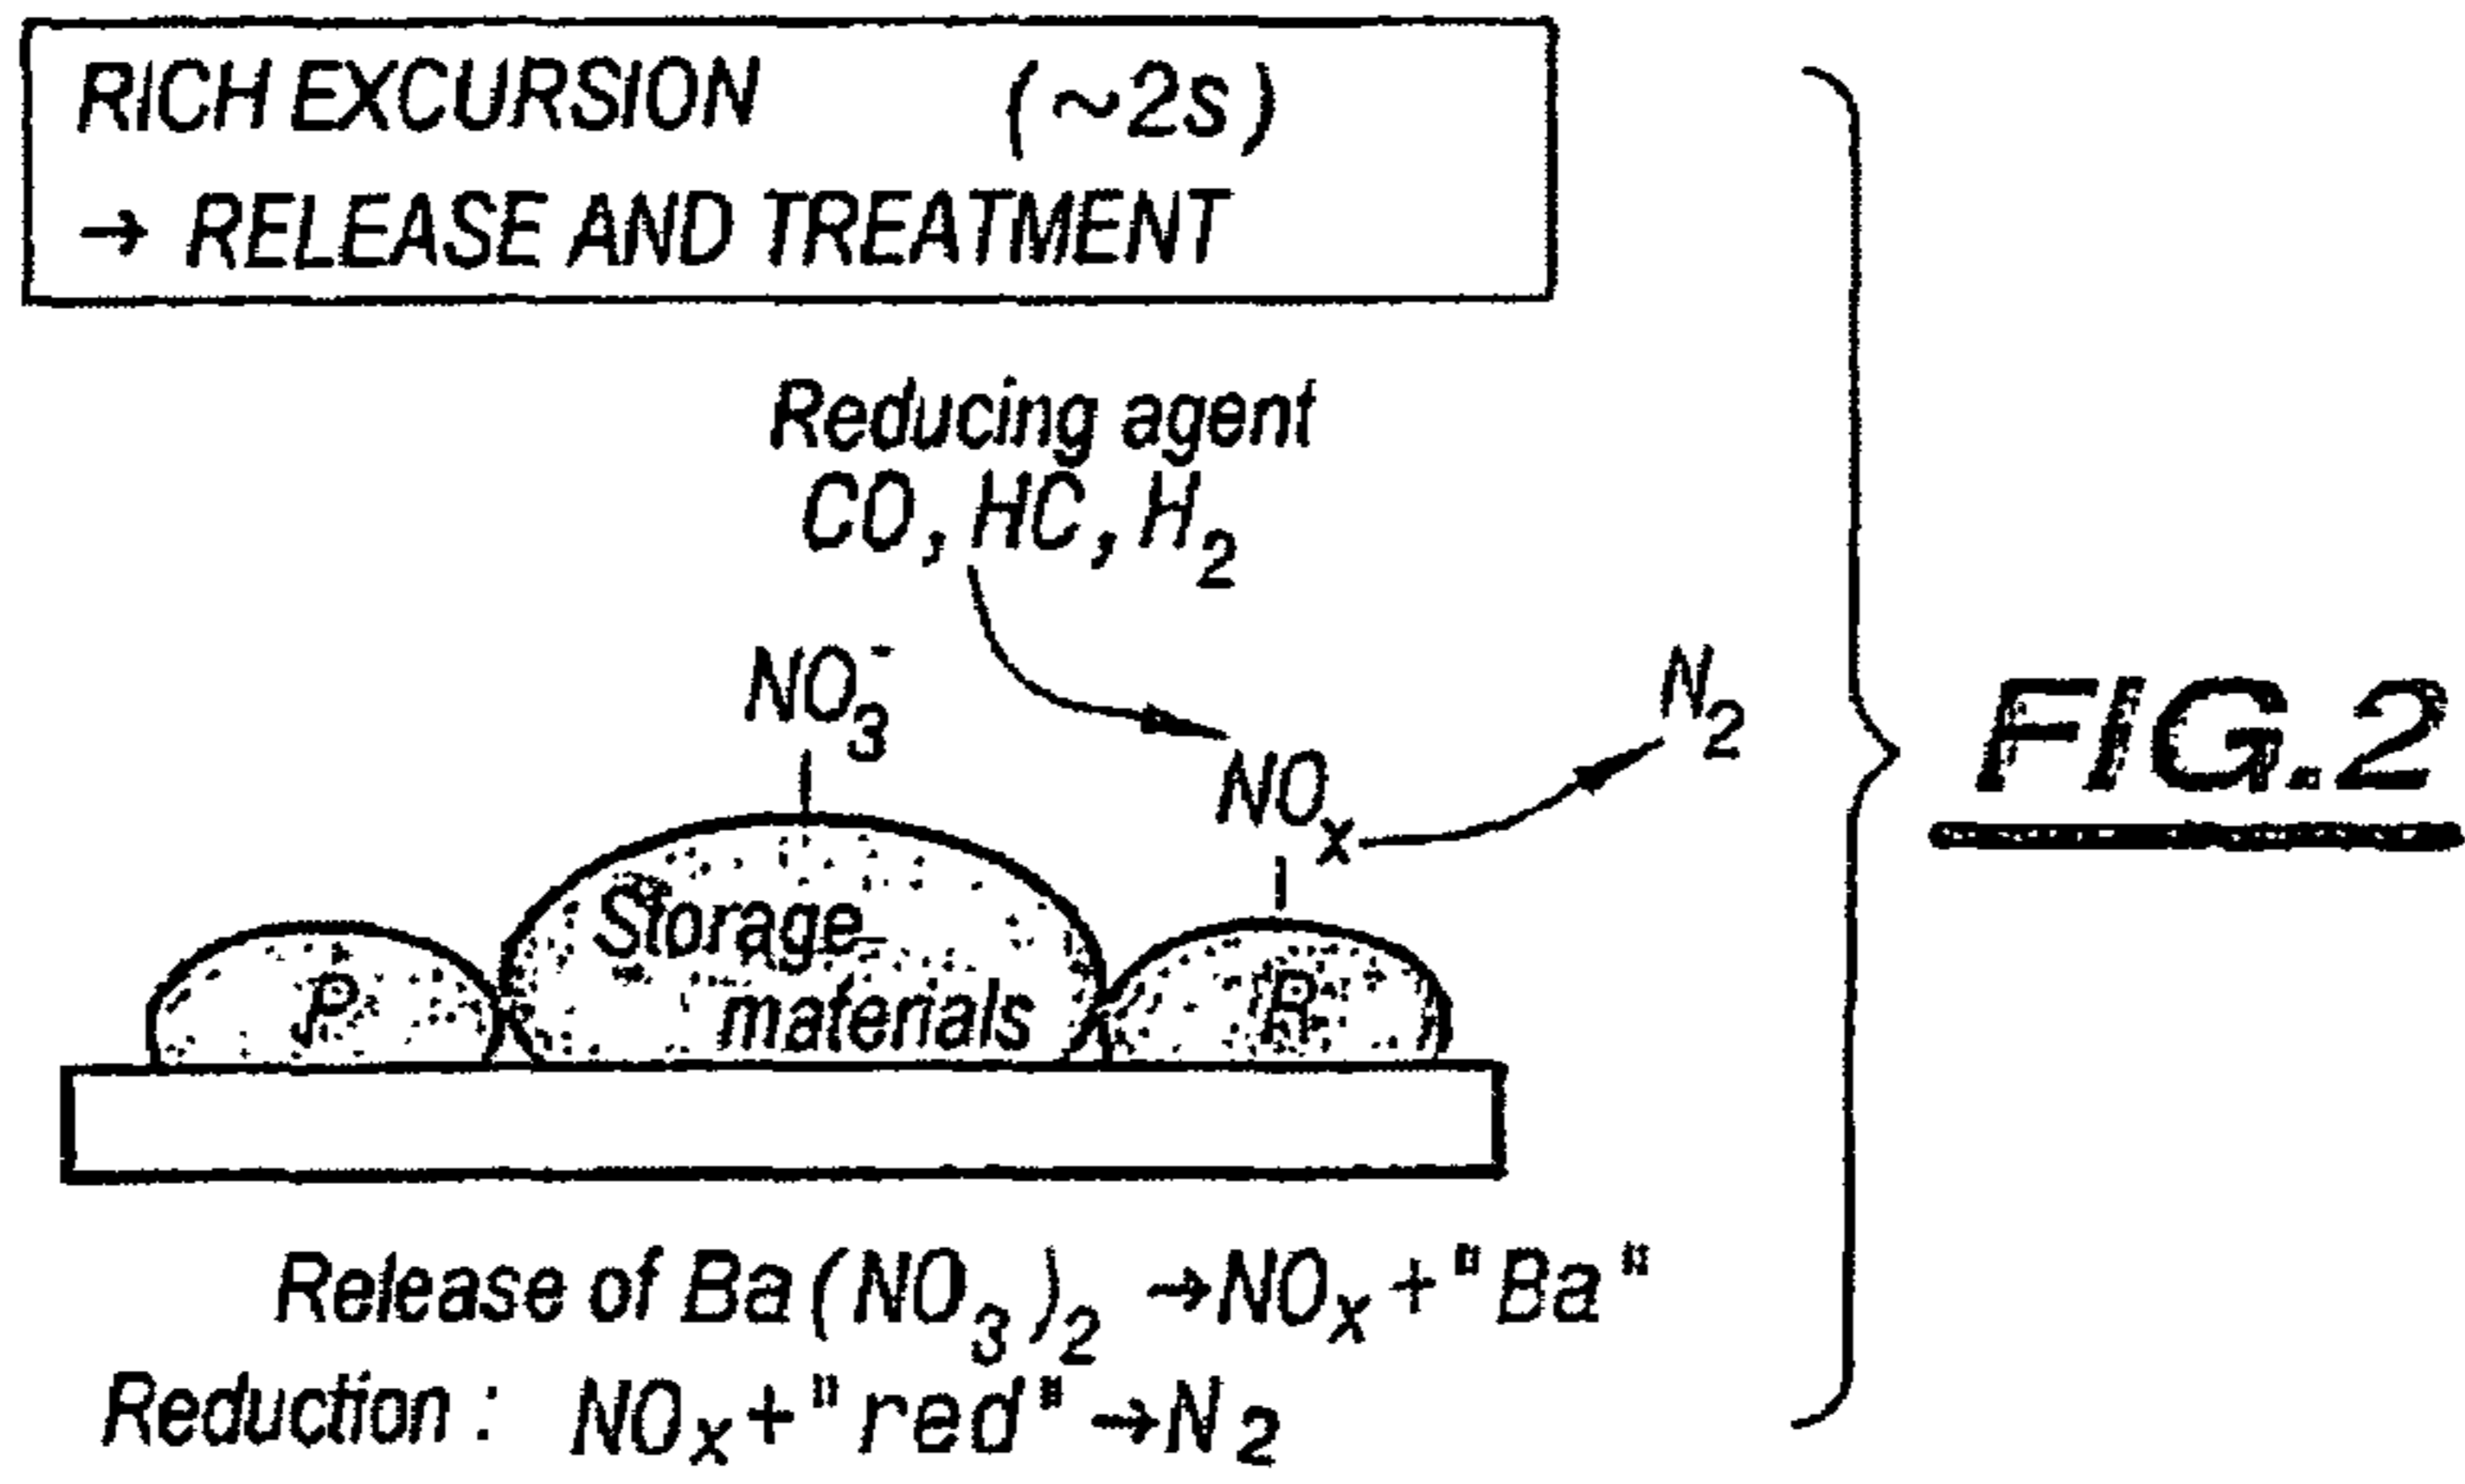 RICH EXCURSION (~2s)
→ RELEASE AND TREATMENT
Reducing agent
CO, HC, H₂
NO₃⁻
NOₓ
N₂
FIG.2
Storage
materials
P
R
Release of Ba(NO₃)₂ →NOₓ+"Ba"
Reduction : NOₓ+"red"→N₂